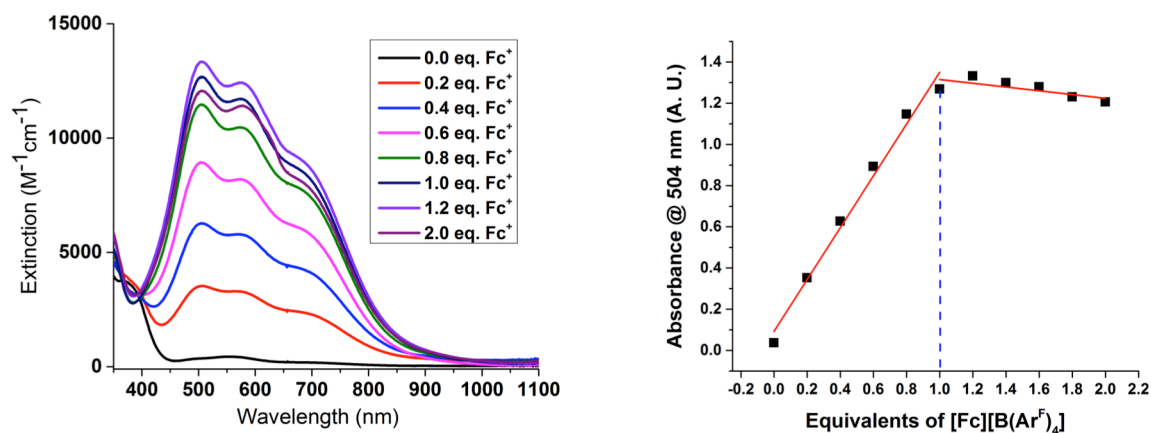 15000
10000
5000
0
Extinction (M⁻¹cm⁻¹)
400 500 600 700 800 900 1000 1100
Wavelength (nm)
0.0 eq. Fc⁺
0.2 eq. Fc⁺
0.4 eq. Fc⁺
0.6 eq. Fc⁺
0.8 eq. Fc⁺
1.0 eq. Fc⁺
1.2 eq. Fc⁺
2.0 eq. Fc⁺
1.4
1.2
1.0
0.8
0.6
0.4
0.2
0.0
Absorbance @ 504 nm (A. U.)
-0.2 0.0 0.2 0.4 0.6 0.8 1.0 1.2 1.4 1.6 1.8 2.0 2.2
Equivalents of [Fc][B(Arᶠ)₄]